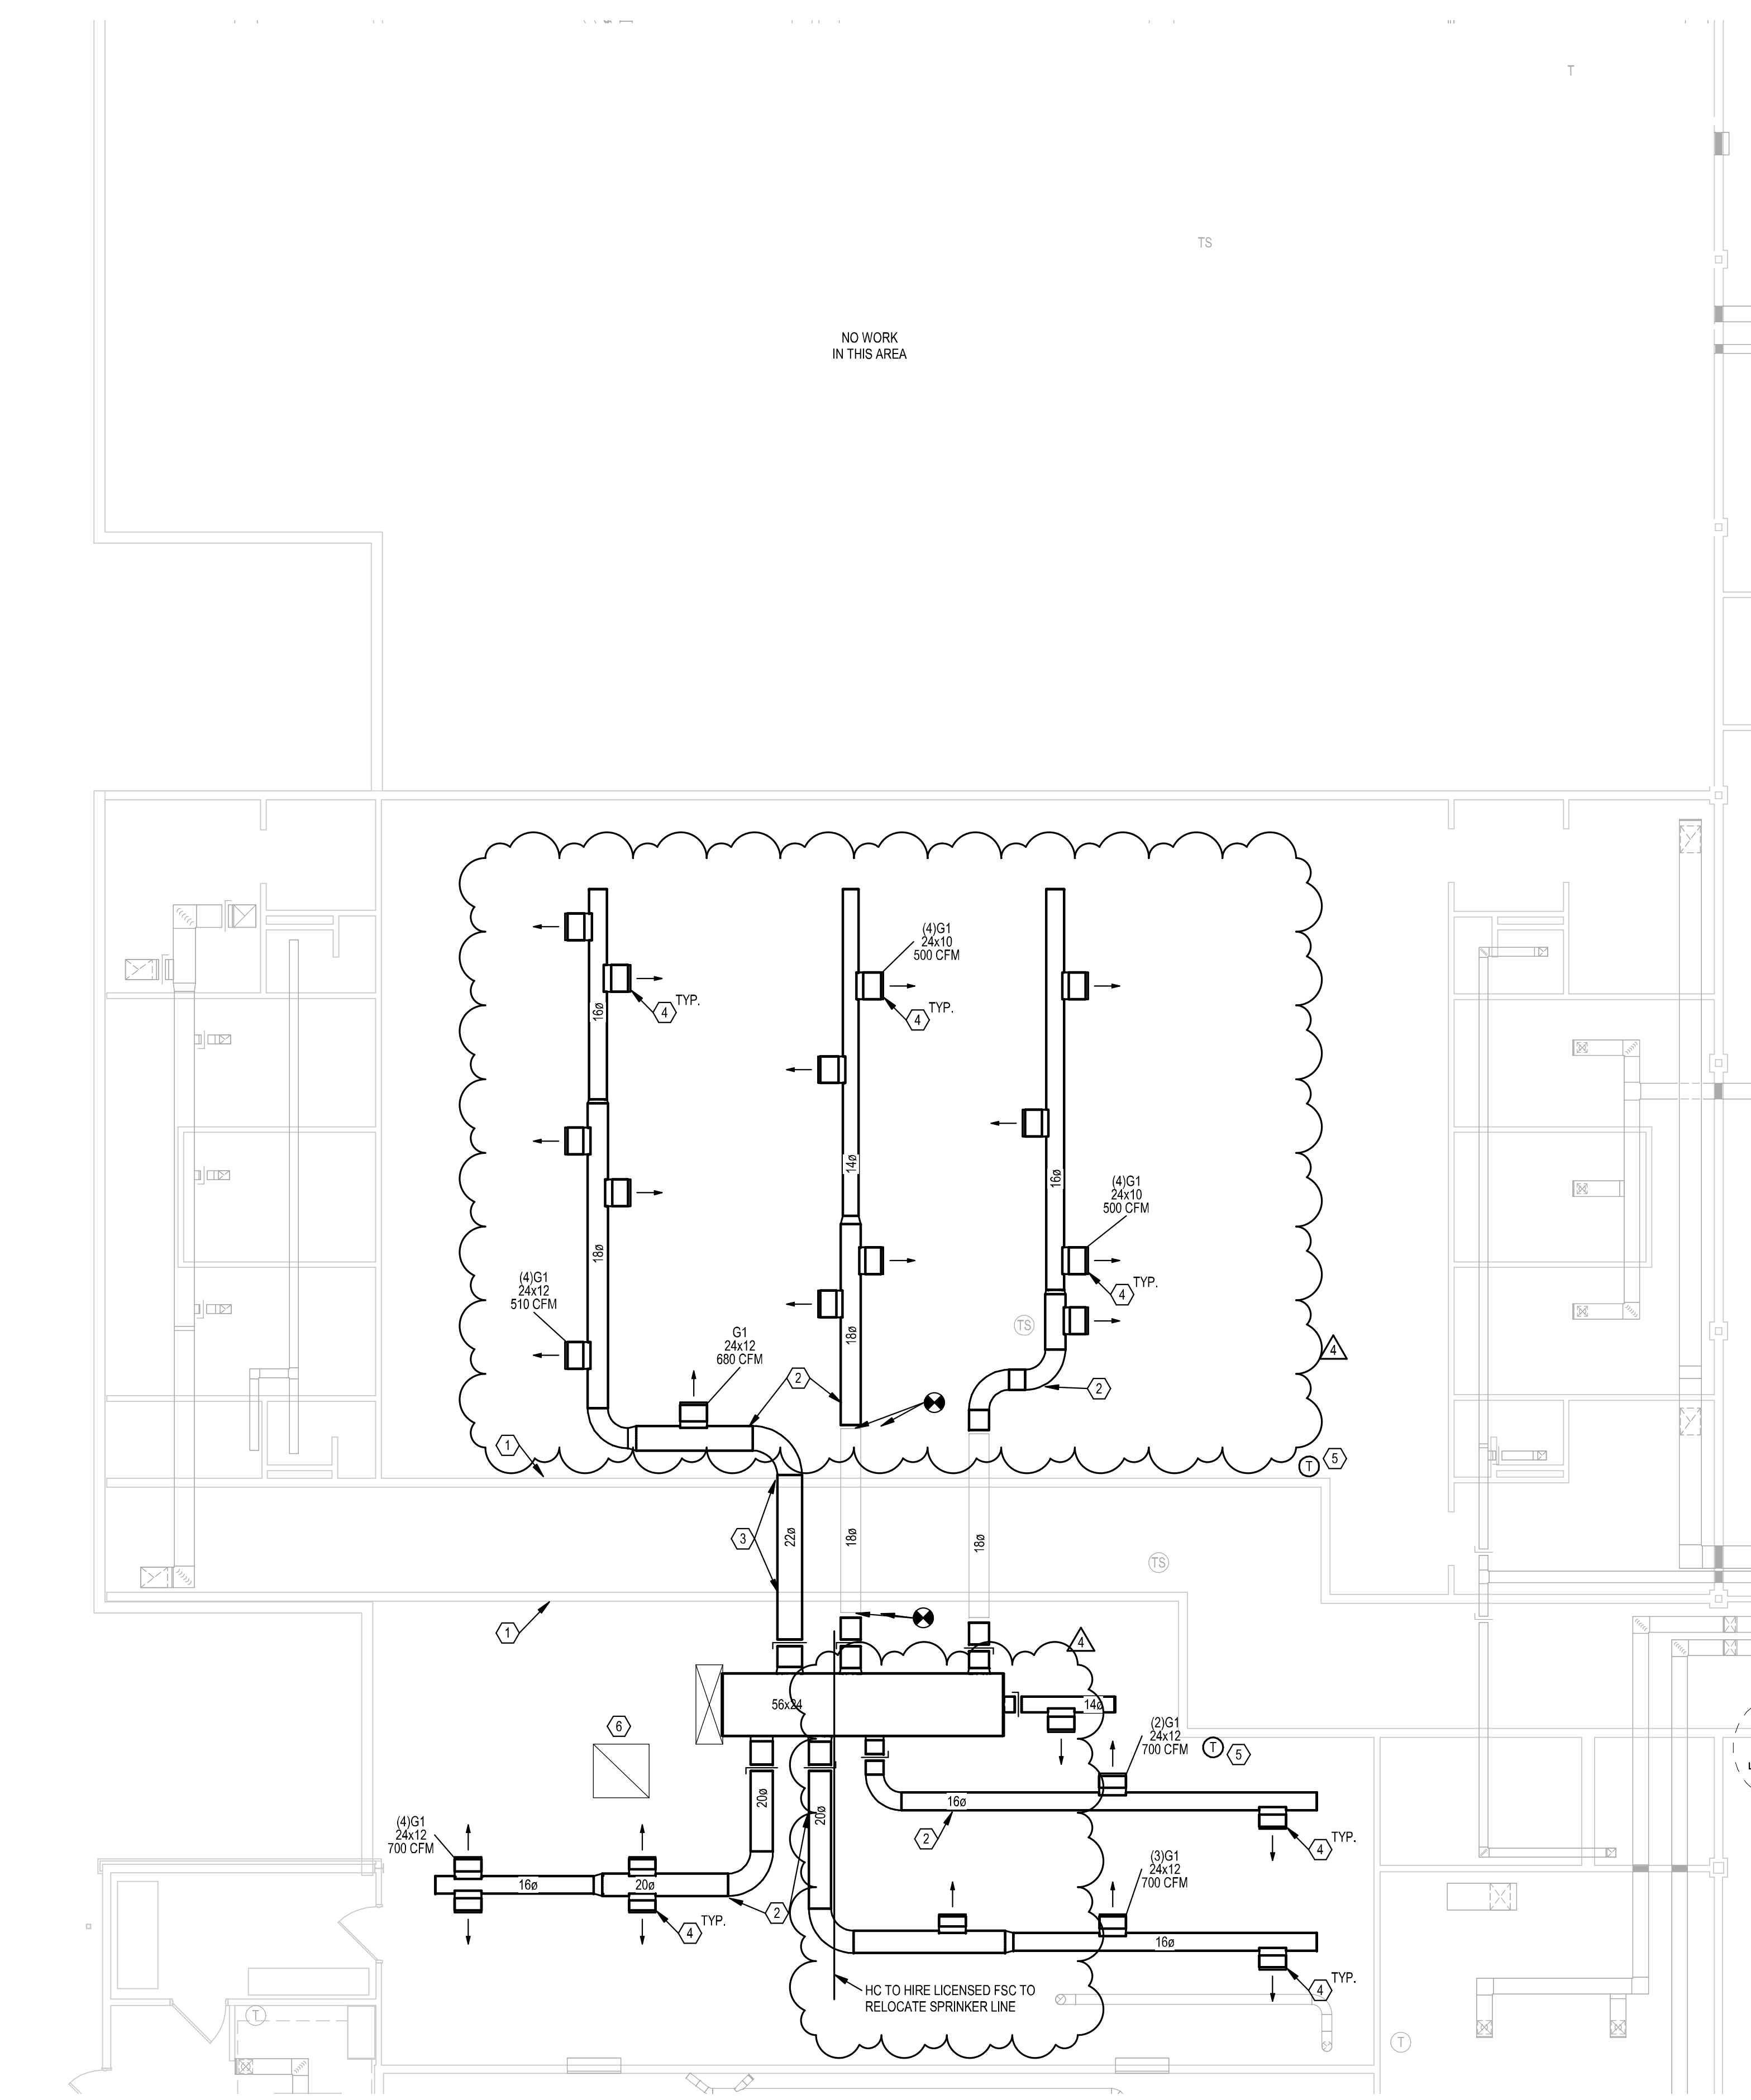 T
TS
NO WORK
IN THIS AREA
(4)G1
24x10
500 CFM
4
TYP.
4
TYP.
16ø
14ø
16ø
(4)G1
24x10
500 CFM
4
TYP.
18ø
(4)G1
24x12
510 CFM
TS
G1
24x12
680 CFM
18ø
4
2
2
1
T
5
3
22ø
18ø
18ø
TS
1
4
56x24
14ø
6
(2)G1
24x12
700 CFM
T
5
20ø
20ø
16ø
2
4
TYP.
(4)G1
24x12
700 CFM
(3)G1
24x12
700 CFM
16ø
20ø
2
4
TYP.
16ø
4
TYP.
HC TO HIRE LICENSED FSC TO
RELOCATE SPRINKER LINE
T
T